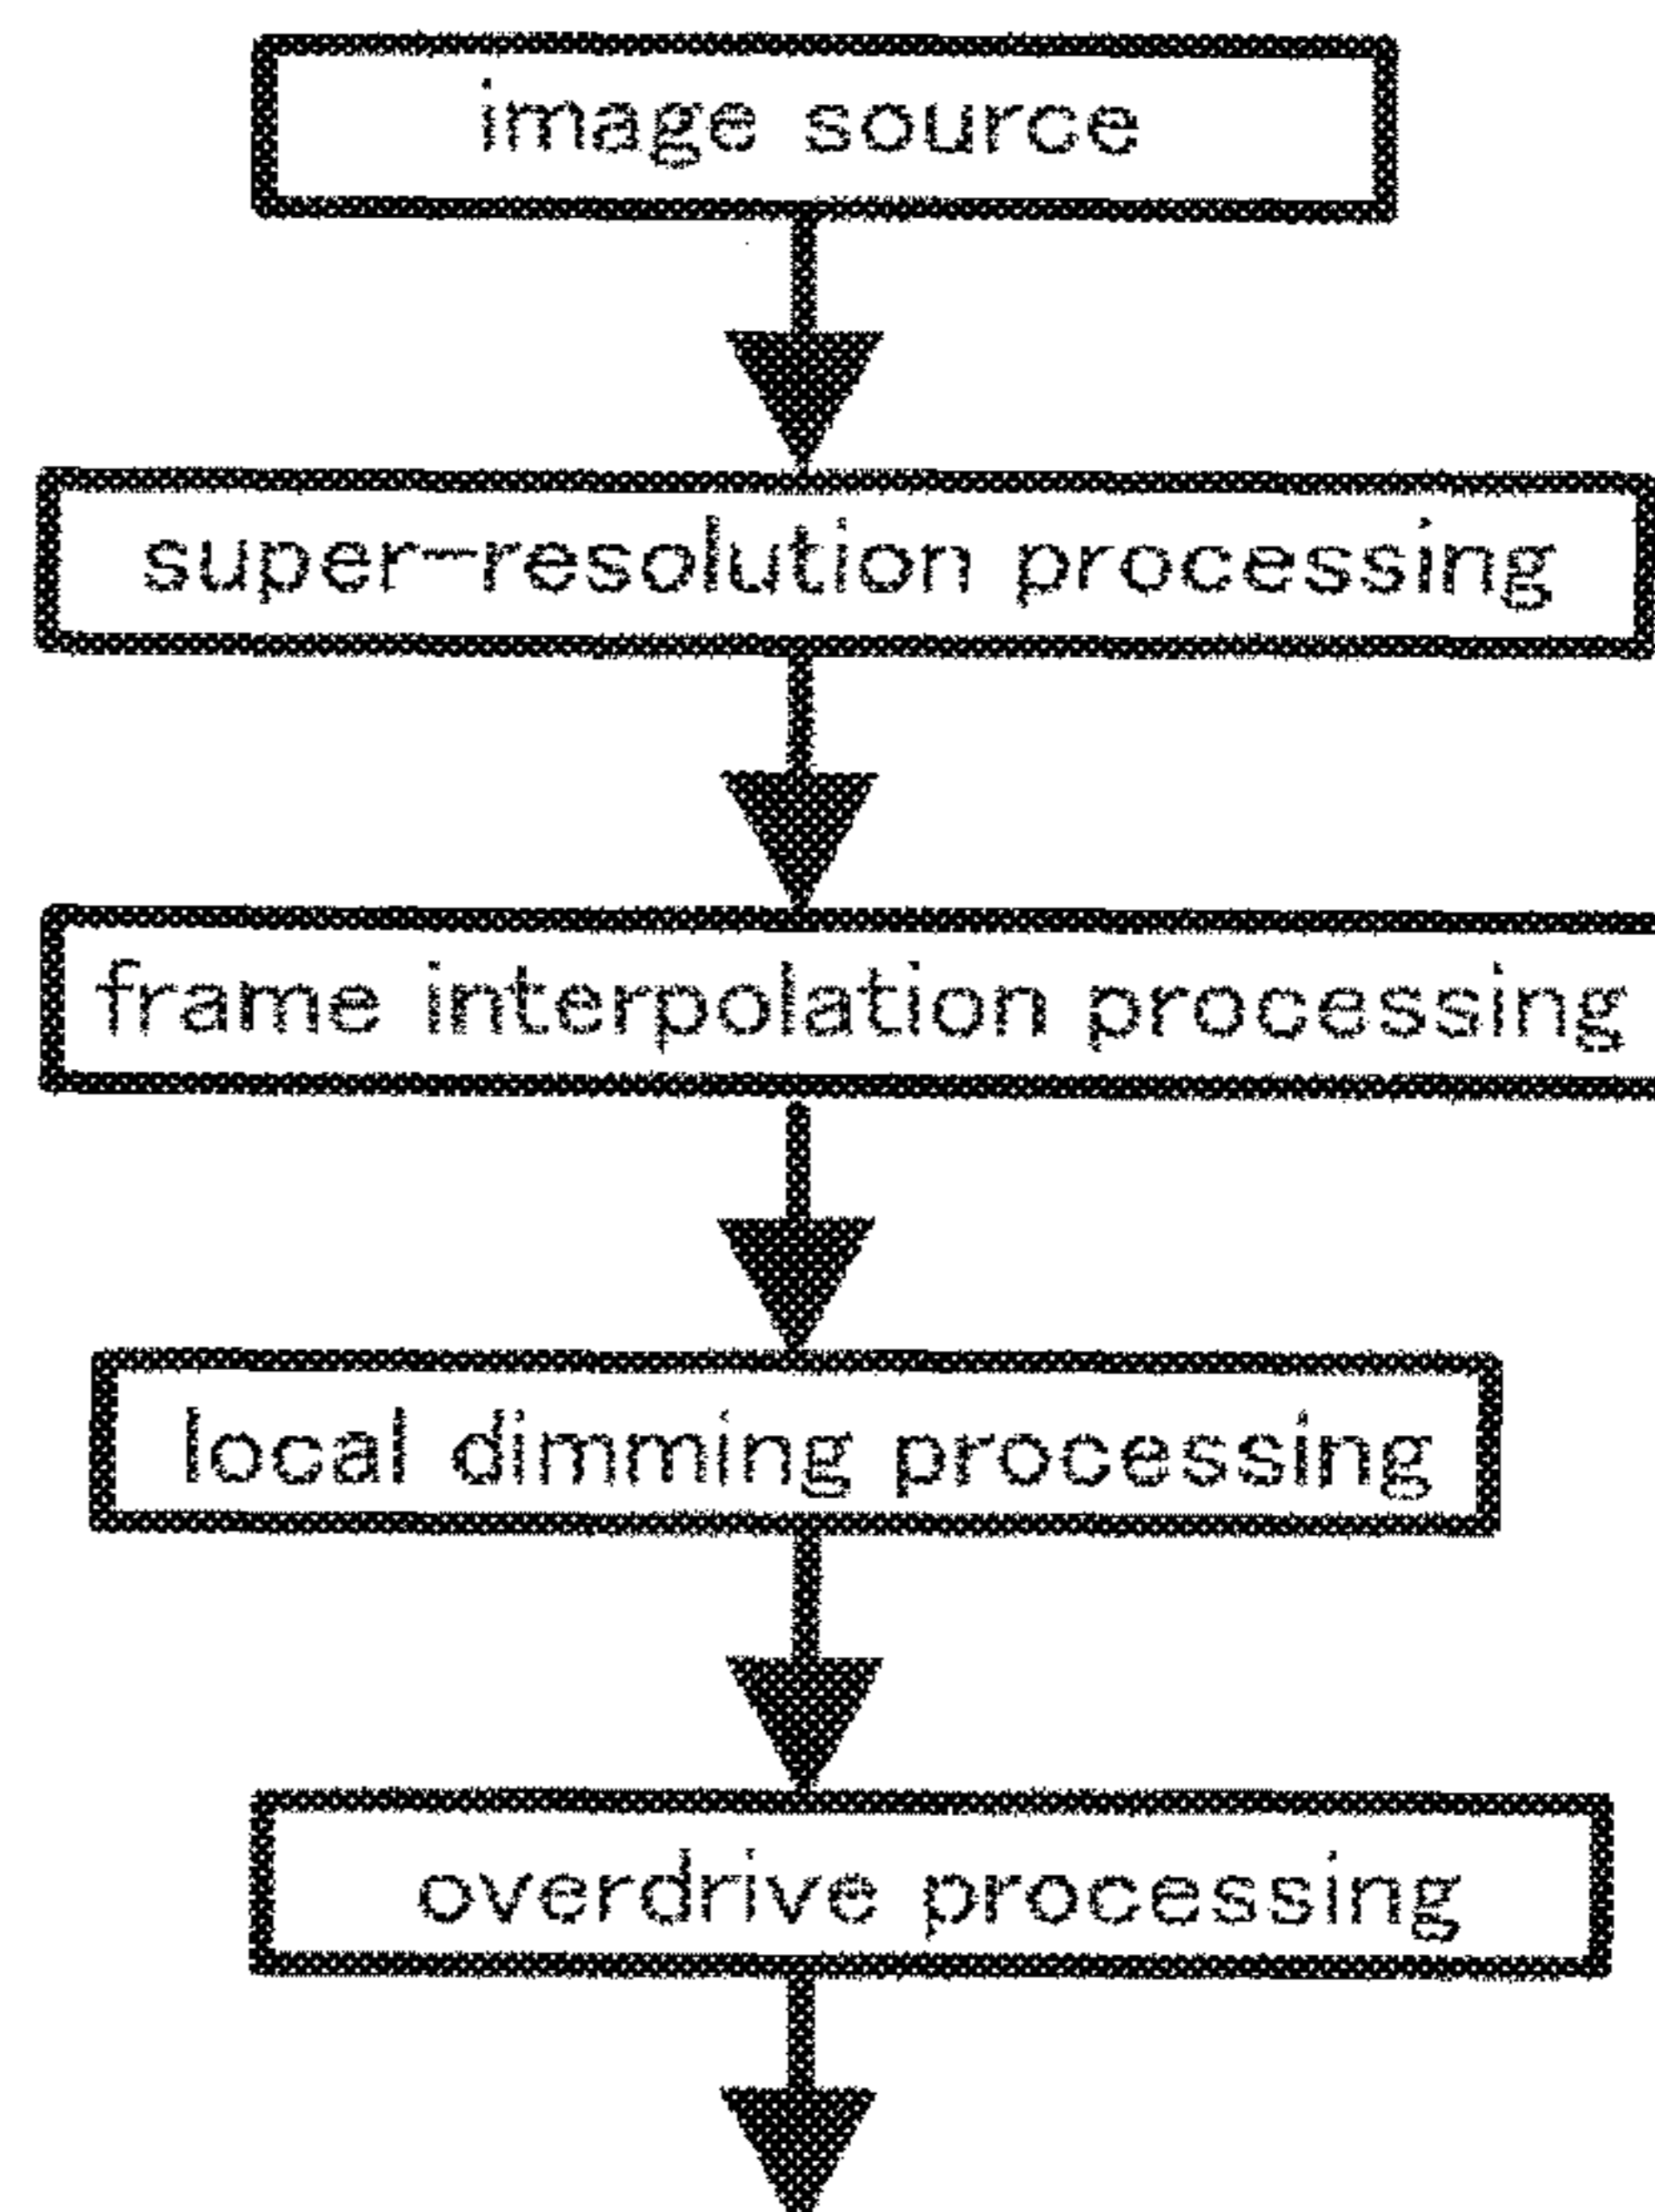 image source
super-resolution processing
frame interpolation processing
local dimming processing
overdrive processing